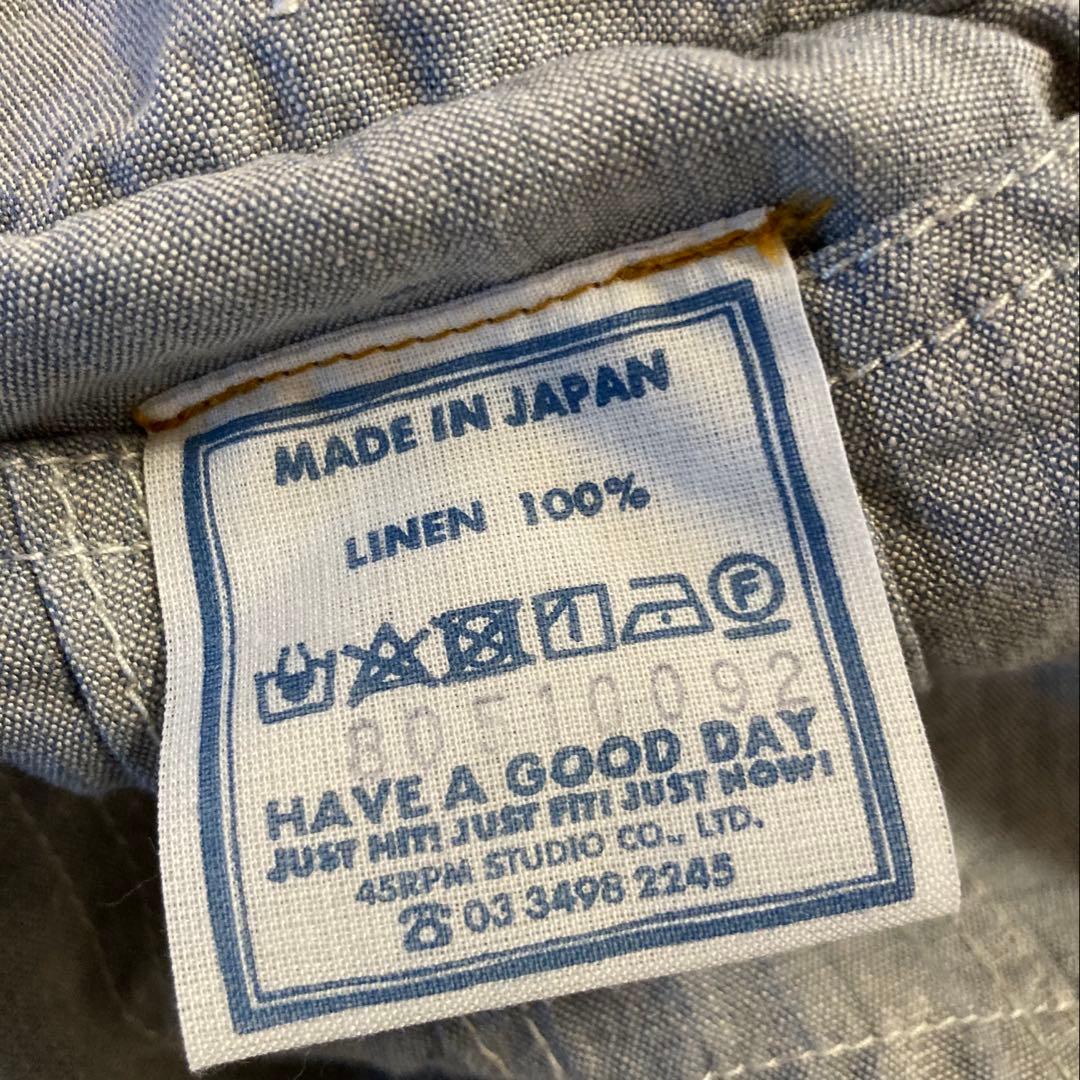 MADE IN JAPAN
LINEN 100%
F
80F10092
HAVE A GOOD DAY
JUST HIT! JUST FIT! JUST NOW!
45RPM STUDIO CO., LTD.
☎ 03 3498 2245